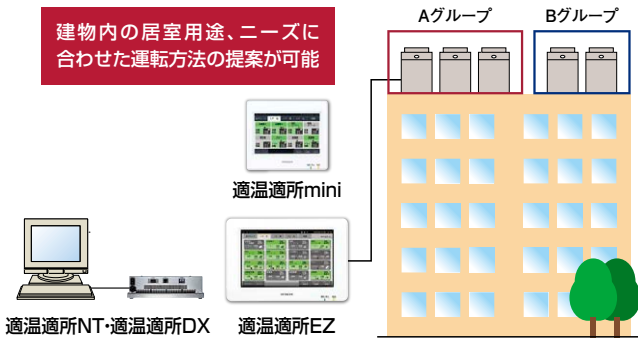 建物内の居室用途、ニーズに
合わせた運転方法の提案が可能
Aグループ
Bグループ
適温適所mini
適温適所NT・適温適所DX
適温適所EZ